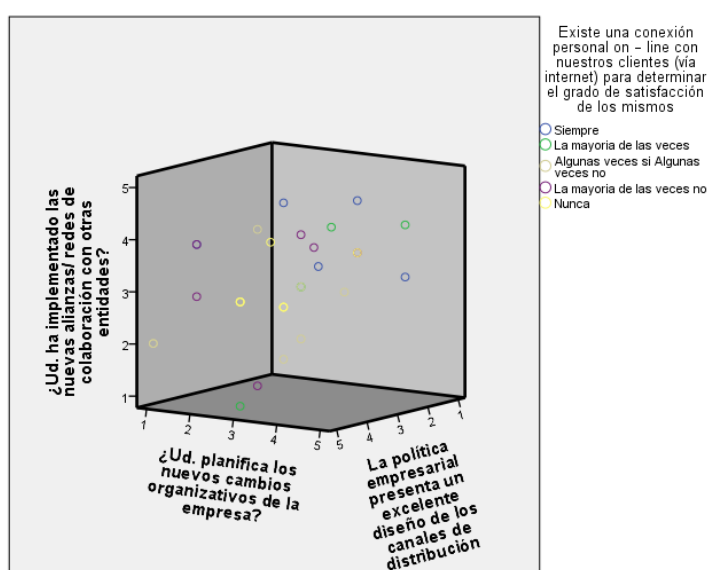 Existe una conexión
personal on – line con
nuestros clientes (vía
internet) para determinar
el grado de satisfacción
de los mismos
Siempre
La mayoria de las veces
Algunas veces si Algunas
veces no
La mayoria de las veces no
Nunca
¿Ud. ha implementado las
nuevas alianzas/ redes de
colaboración con otras
entidades?
5
4
3
2
1
1
2
3
4
5
5
4
3
2
1
¿Ud. planifica los
nuevos cambios
organizativos de la
empresa?
La política
empresarial
presenta un
excelente
diseño de los
canales de
distribución